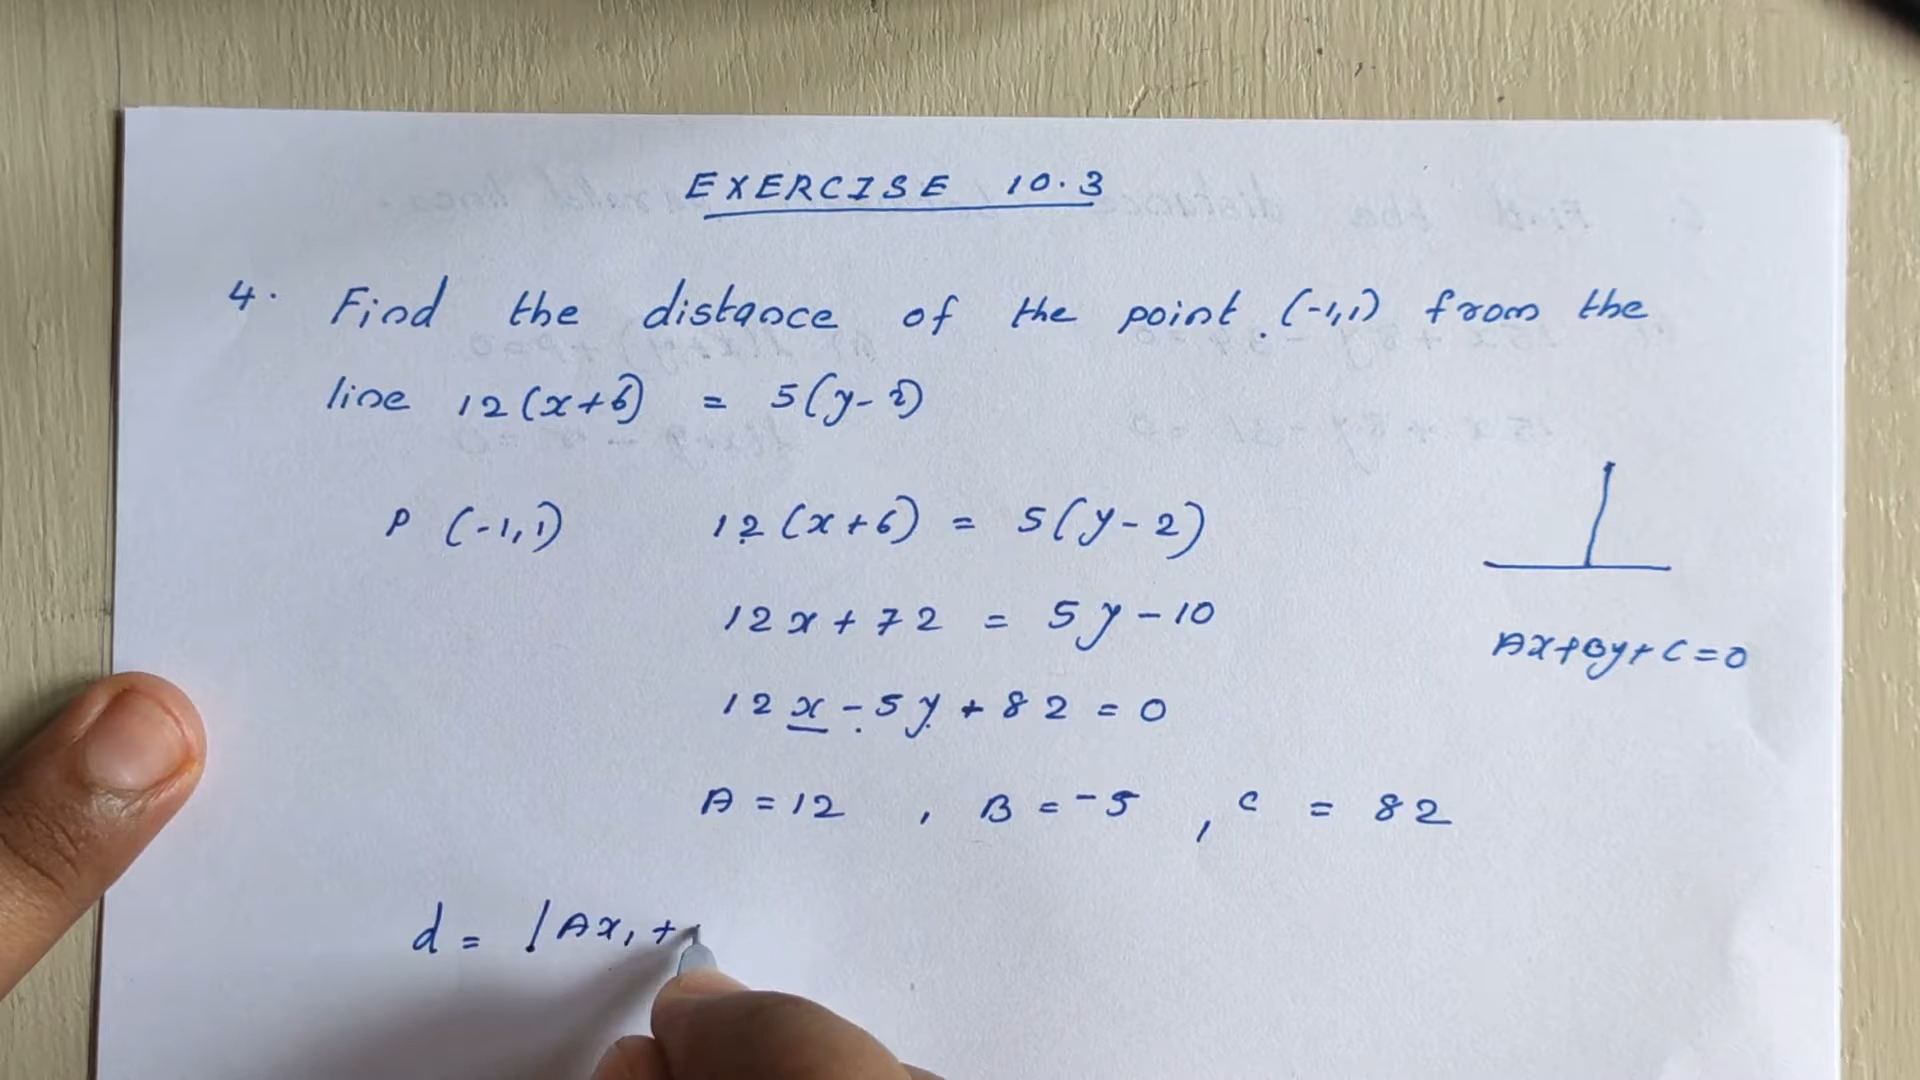 EXERCISE 10.3
4. Find the distance of the point (-1,1) from the
line 12(x+6) = 5(y-2)
P (-1,1) 12(x+6) = 5(y-2)
12x+72 = 5y-10
Ax+By+C=0
12x-5y+82=0
A=12 , B=-5 , C = 82
d = |Ax₁+